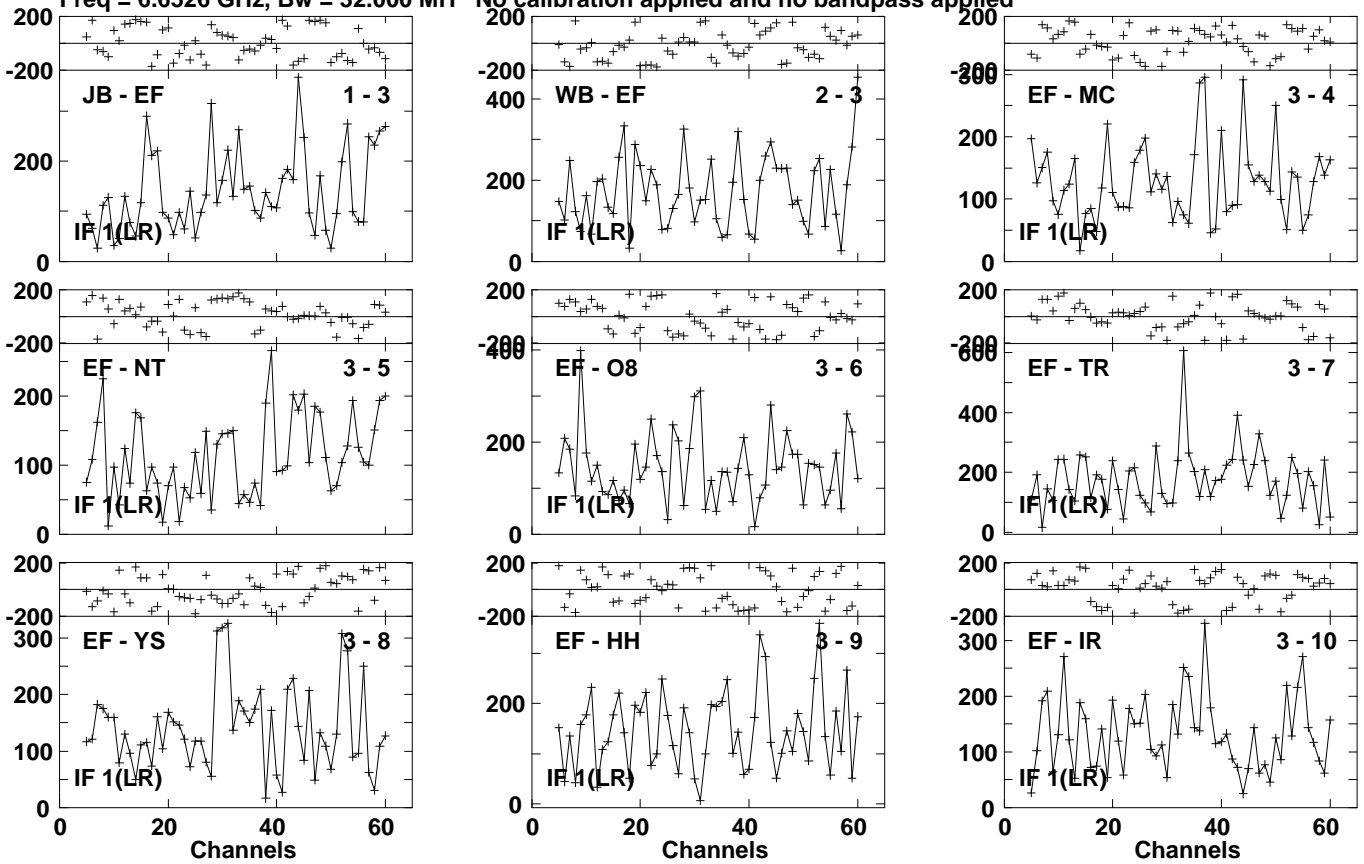 Freq = 6.6526 GHz, Bw = 32.000 MH No calibration applied and no bandpass applied
200
-200
JB - EF 1 - 3
200
IF 1(LR)
0
200
-200
WB - EF 2 - 3
400
200
IF 1(LR)
0
200
-200
300
EF - MC 3 - 4
200
100
IF 1(LR)
0
200
-200
EF - NT 3 - 5
200
100
IF 1(LR)
0
200
-200
400
EF - O8 3 - 6
200
IF 1(LR)
0
200
-200
600
EF - TR 3 - 7
400
200
IF 1(LR)
0
200
-200
300
EF - YS 3 - 8
200
100
IF 1(LR)
0
0 20 40 60
Channels
200
-200
EF - HH 3 - 9
200
IF 1(LR)
0
0 20 40 60
Channels
200
-200
300
EF - IR 3 - 10
200
100
IF 1(LR)
0
0 20 40 60
Channels